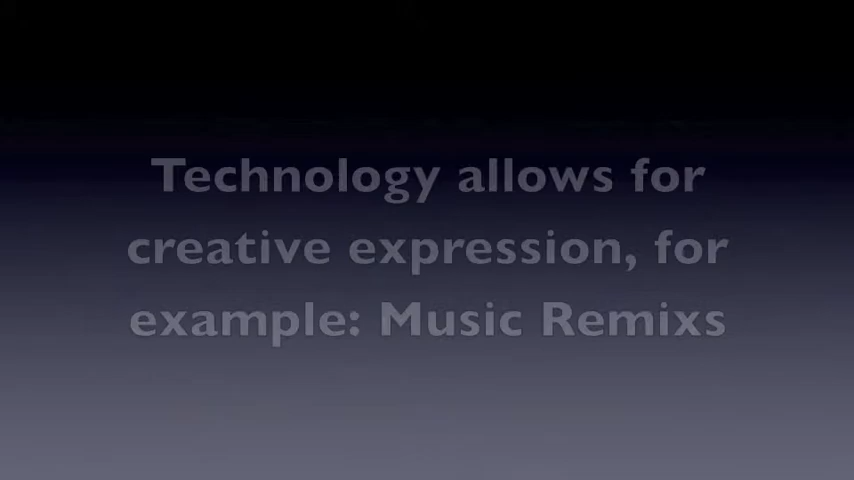 Technology allows for
creative expression, for
example: Music Remixs